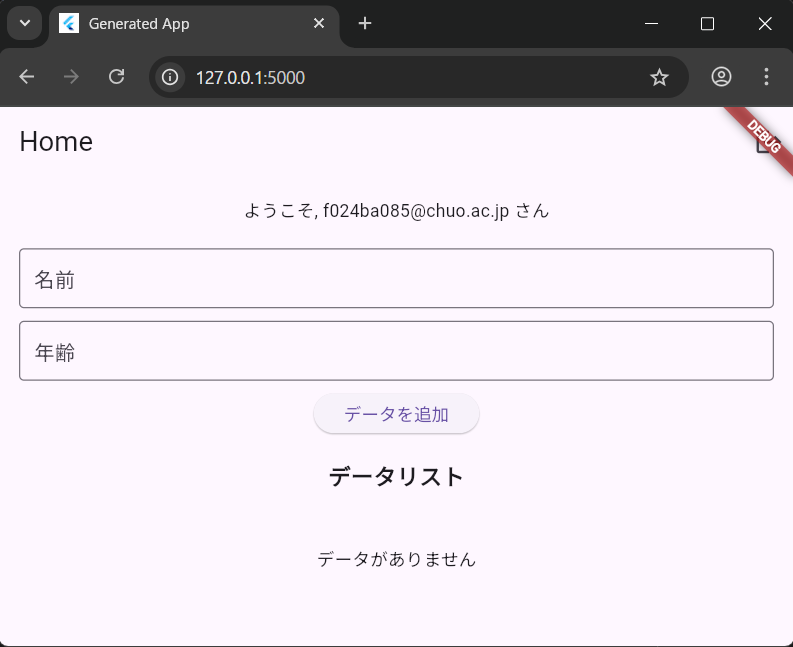 Generated App
127.0.0.1:5000
Home
DEBUG
ようこそ, f024ba085@chuo.ac.jp さん
名前
年齢
データを追加
データリスト
データがありません